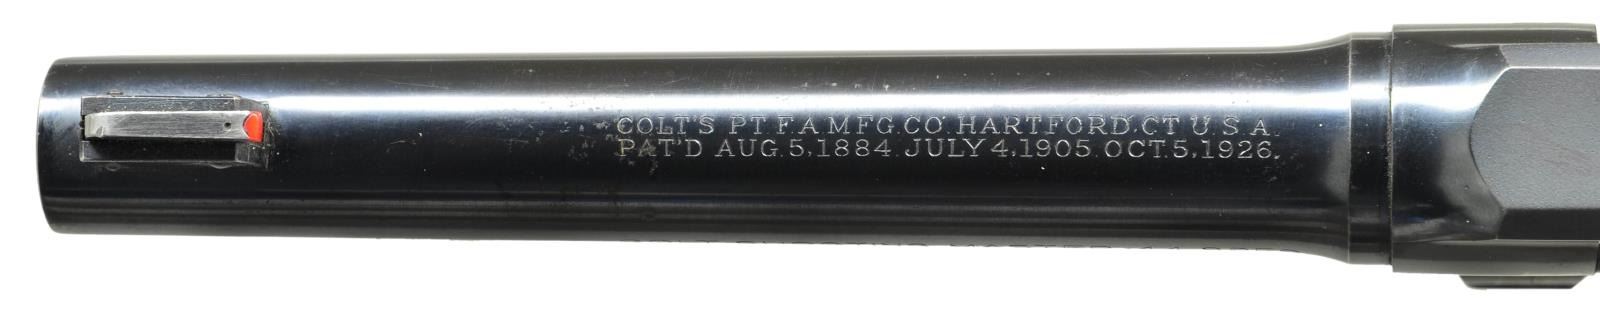 COLT'S PT.F.A.MFG.CO.HARTFORD,CT.U.S.A.
PAT'D AUG.5,1884.JULY 4,1905.OCT.5,1926.